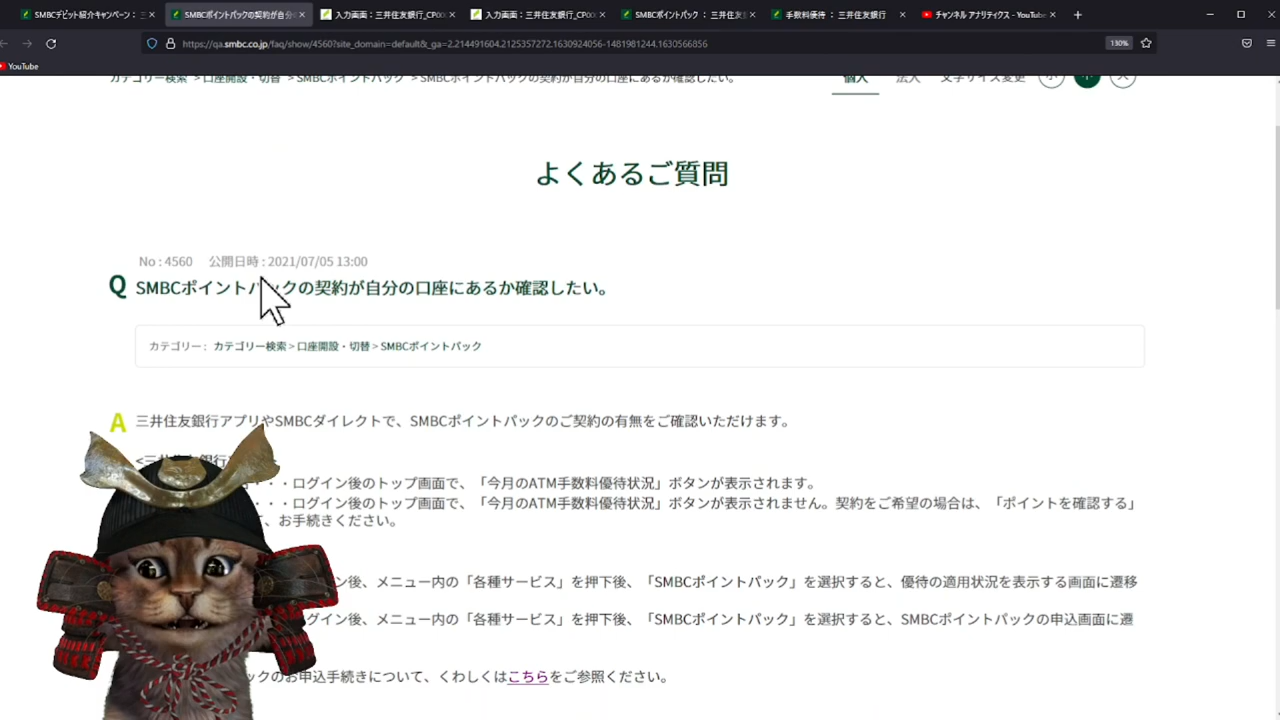 SMBCデビット紹介キャンペーン : 三
SMBCポイントパックの契約が自分
入力画面：三井住友銀行_CP00
入力画面：三井住友銀行_CP00
SMBCポイントパック ： 三井住友
手数料優待 ： 三井住友銀行
チャンネル アナリティクス - YouTube
https://qa.smbc.co.jp/faq/show/4560?site_domain=default&_ga=2.214491604.2125357272.1630924056-1481981244.1630566856
130%
YouTube
カテゴリー検索 > 口座開設・切替 > SMBCポイントパック > SMBCポイントパックの契約が自分の口座にあるか確認したい。
個人 法人 文字サイズ変更 小 中 大
よくあるご質問
No : 4560 公開日時 : 2021/07/05 13:00
Q SMBCポイントパックの契約が自分の口座にあるか確認したい。
カテゴリー : カテゴリー検索 > 口座開設・切替 > SMBCポイントパック
A 三井住友銀行アプリやSMBCダイレクトで、SMBCポイントパックのご契約の有無をご確認いただけます。
・・ログイン後のトップ画面で、「今月のATM手数料優待状況」ボタンが表示されます。
・・ログイン後のトップ画面で、「今月のATM手数料優待状況」ボタンが表示されません。契約をご希望の場合は、「ポイントを確認する」
、お手続きください。
ン後、メニュー内の「各種サービス」を押下後、「SMBCポイントパック」を選択すると、優待の適用状況を表示する画面に遷移
グイン後、メニュー内の「各種サービス」を押下後、「SMBCポイントパック」を選択すると、SMBCポイントパックの申込画面に遷
ックのお申込手続きについて、くわしくはこちらをご参照ください。